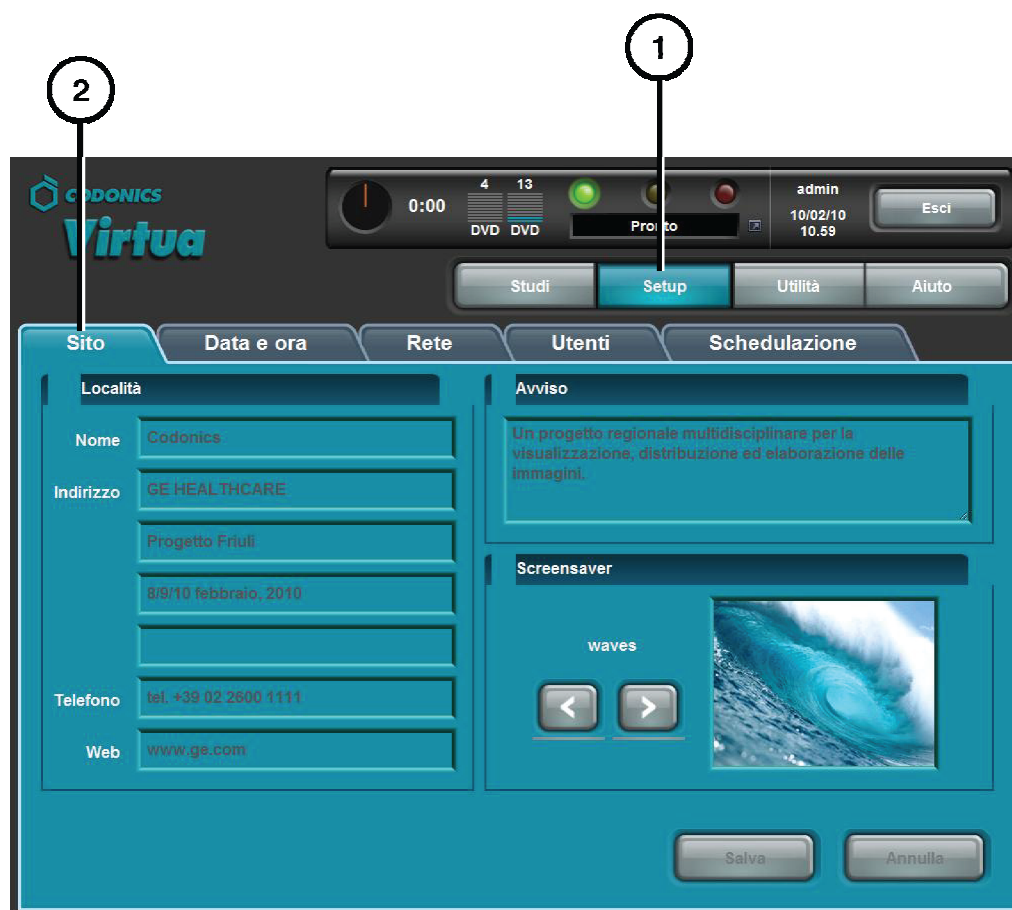 1
2
CODONICS
Virtua
0:00
4 13
DVD DVD
Pronto
admin
10/02/10
10.59
Esci
Studi Setup Utilità Aiuto
Sito Data e ora Rete Utenti Schedulazione
Località
Nome Codonics
Indirizzo GE HEALTHCARE
Progetto Friuli
8/9/10 febbraio, 2010
Telefono tel. +39 02 2600 1111
Web www.ge.com
Avviso
Un progetto regionale multidisciplinare per la
visualizzazione, distribuzione ed elaborazione delle
immagini.
Screensaver
waves
< >
Salva Annulla